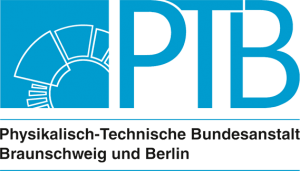 PTB
Physikalisch-Technische Bundesanstalt
Braunschweig und Berlin